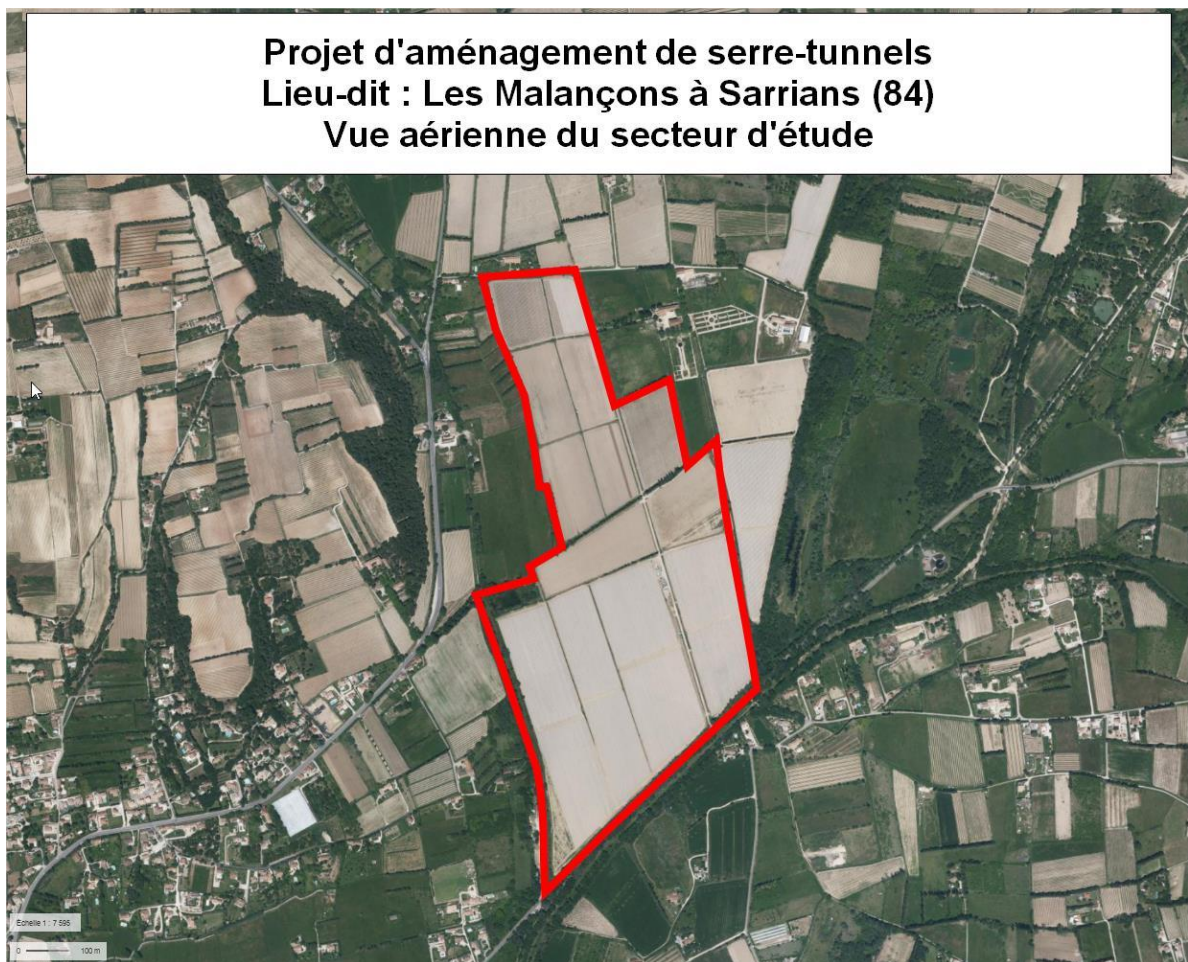 Projet d'aménagement de serre-tunnels
Lieu-dit : Les Malançons à Sarrians (84)
Vue aérienne du secteur d'étude
Echelle 1 : 7 595
0 100 m